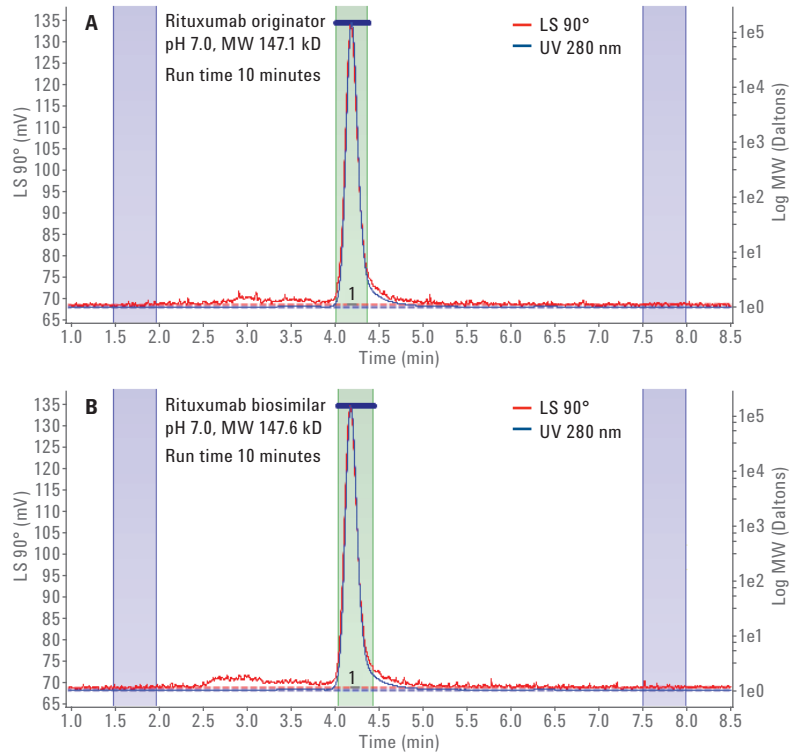 A
Rituxumab originator
pH 7.0, MW 147.1 kD
Run time 10 minutes
LS 90°
UV 280 nm
135
130
125
120
115
110
105
100
95
90
85
80
75
70
65
LS 90° (mV)
1e5
1e4
1e3
1e2
1e1
1e0
Log MW (Daltons)
1
1.0 1.5 2.0 2.5 3.0 3.5 4.0 4.5 5.0 5.5 6.0 6.5 7.0 7.5 8.0 8.5
Time (min)
B
Rituxumab biosimilar
pH 7.0, MW 147.6 kD
Run time 10 minutes
LS 90°
UV 280 nm
135
130
125
120
115
110
105
100
95
90
85
80
75
70
65
LS 90° (mV)
1e5
1e4
1e3
1e2
1e1
1e0
Log MW (Daltons)
1
1.0 1.5 2.0 2.5 3.0 3.5 4.0 4.5 5.0 5.5 6.0 6.5 7.0 7.5 8.0 8.5
Time (min)